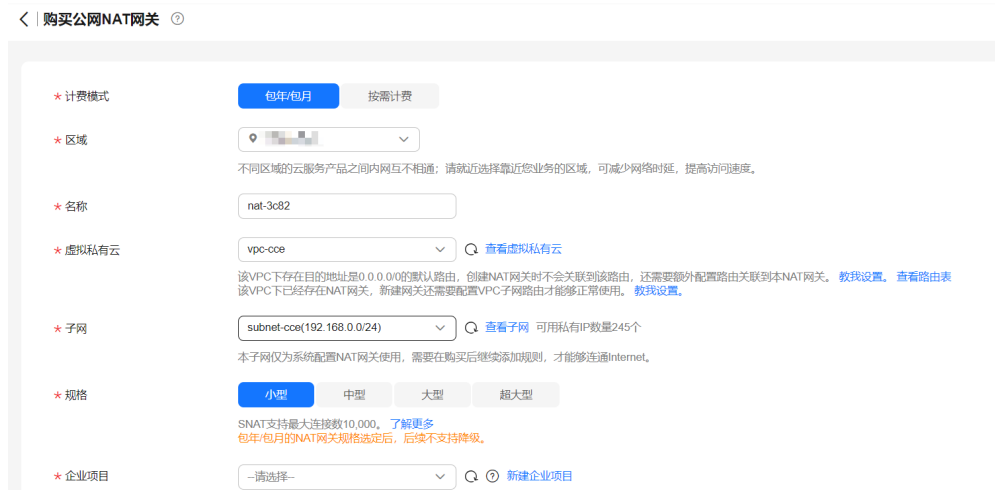 购买公网NAT网关
* 计费模式 包年/包月 按需计费
* 区域
不同区域的云服务产品之间内网互不相通；请就近选择靠近您业务的区域，可减少网络时延，提高访问速度。
* 名称 nat-3c82
* 虚拟私有云 vpc-cce 查看虚拟私有云
该VPC下存在目的地址是0.0.0.0/0的默认路由，创建NAT网关时不会关联到该路由，还需要额外配置路由关联到本NAT网关。 教我设置。 查看路由表
该VPC下已经存在NAT网关，新建网关还需要配置VPC子网路由才能够正常使用。 教我设置。
* 子网 subnet-cce(192.168.0.0/24) 查看子网 可用私有IP数量245个
本子网仅为系统配置NAT网关使用，需要在购买后继续添加规则，才能够连通Internet。
* 规格 小型 中型 大型 超大型
SNAT支持最大连接数10,000。 了解更多
包年/包月的NAT网关规格选定后，后续不支持降级。
* 企业项目 --请选择-- 新建企业项目